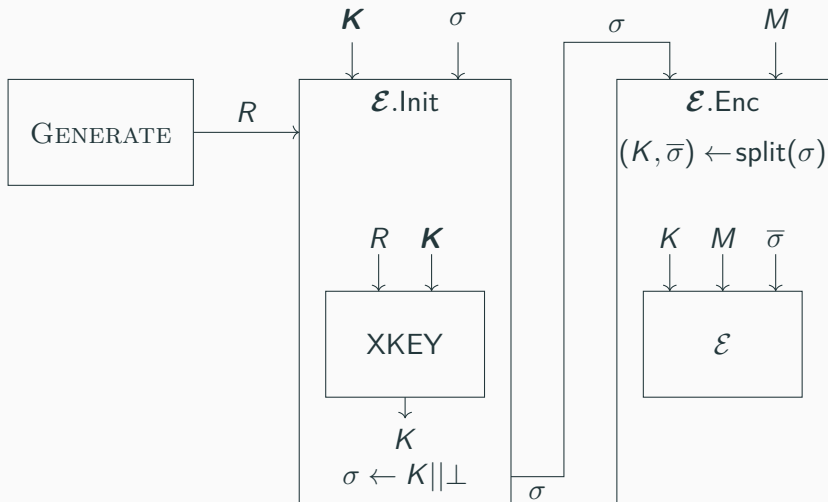 𝑲 σ
σ
M
GENERATE
R
𝓔.Init
𝓔.Enc
(K, σ̅) ← split(σ)
R 𝑲
K M σ̅
XKEY
ℰ
K
σ ← K||⊥
σ